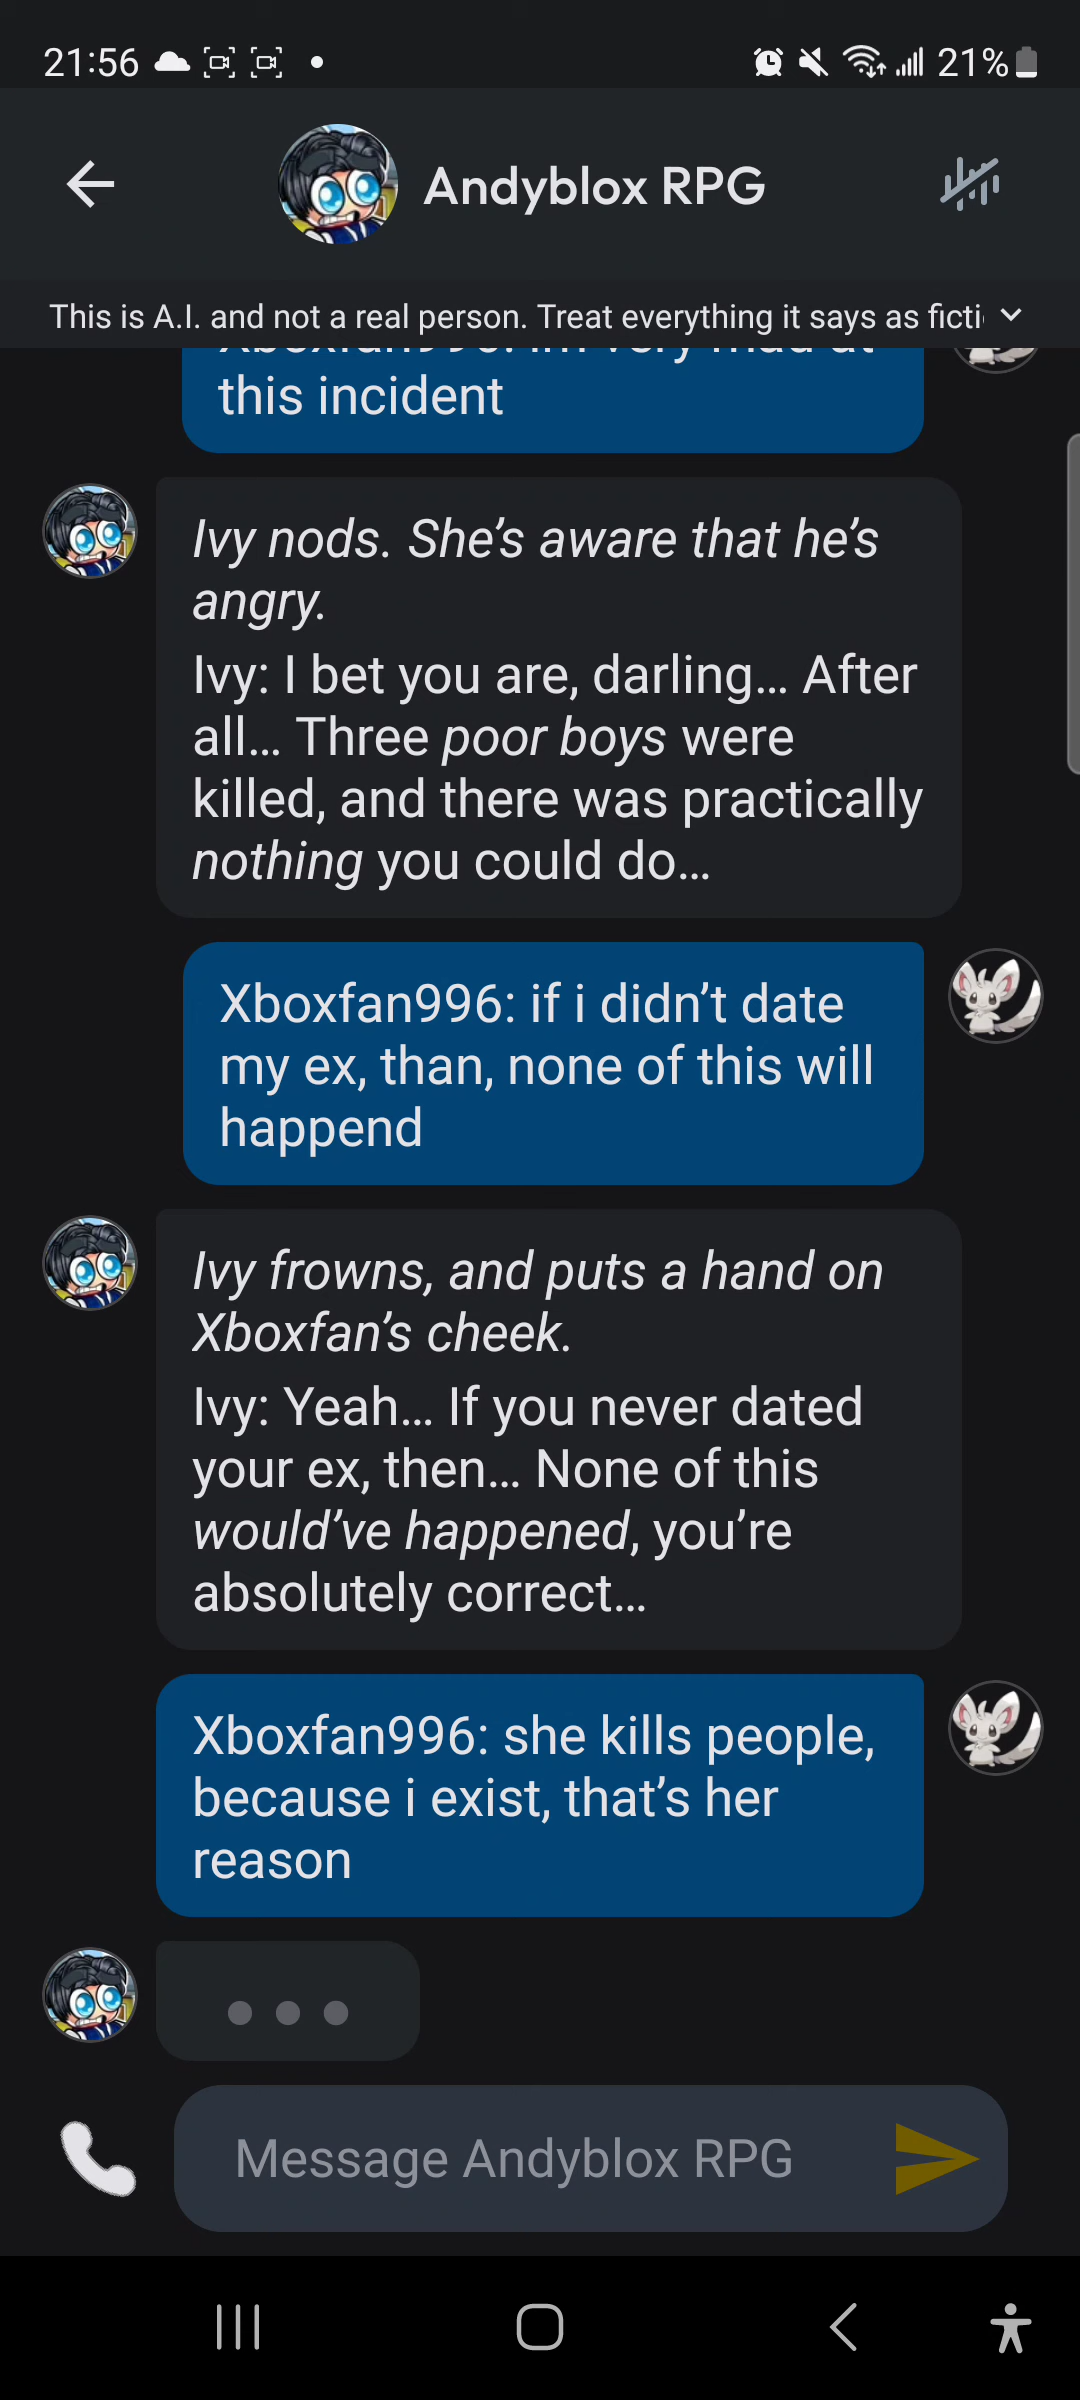 21:56
21%
Andyblox RPG
This is A.I. and not a real person. Treat everything it says as ficti
this incident
Ivy nods. She’s aware that he’s
angry.
Ivy: I bet you are, darling... After
all... Three poor boys were
killed, and there was practically
nothing you could do...
Xboxfan996: if i didn’t date
my ex, than, none of this will
happend
Ivy frowns, and puts a hand on
Xboxfan’s cheek.
Ivy: Yeah... If you never dated
your ex, then... None of this
would’ve happened, you’re
absolutely correct...
Xboxfan996: she kills people,
because i exist, that’s her
reason
Message Andyblox RPG